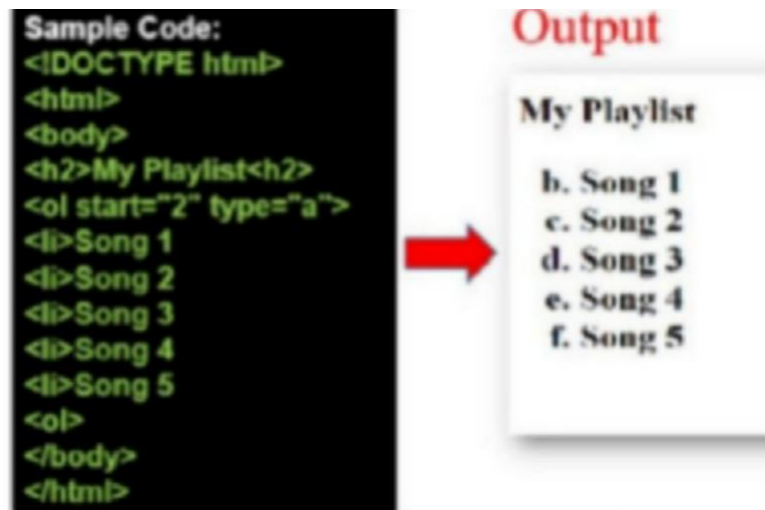 Sample Code:
<!DOCTYPE html>
<html>
<body>
<h2>My Playlist<h2>
<ol start="2" type="a">
<li>Song 1
<li>Song 2
<li>Song 3
<li>Song 4
<li>Song 5
<ol>
</body>
</html>
Output
My Playlist
b. Song 1
c. Song 2
d. Song 3
e. Song 4
f. Song 5